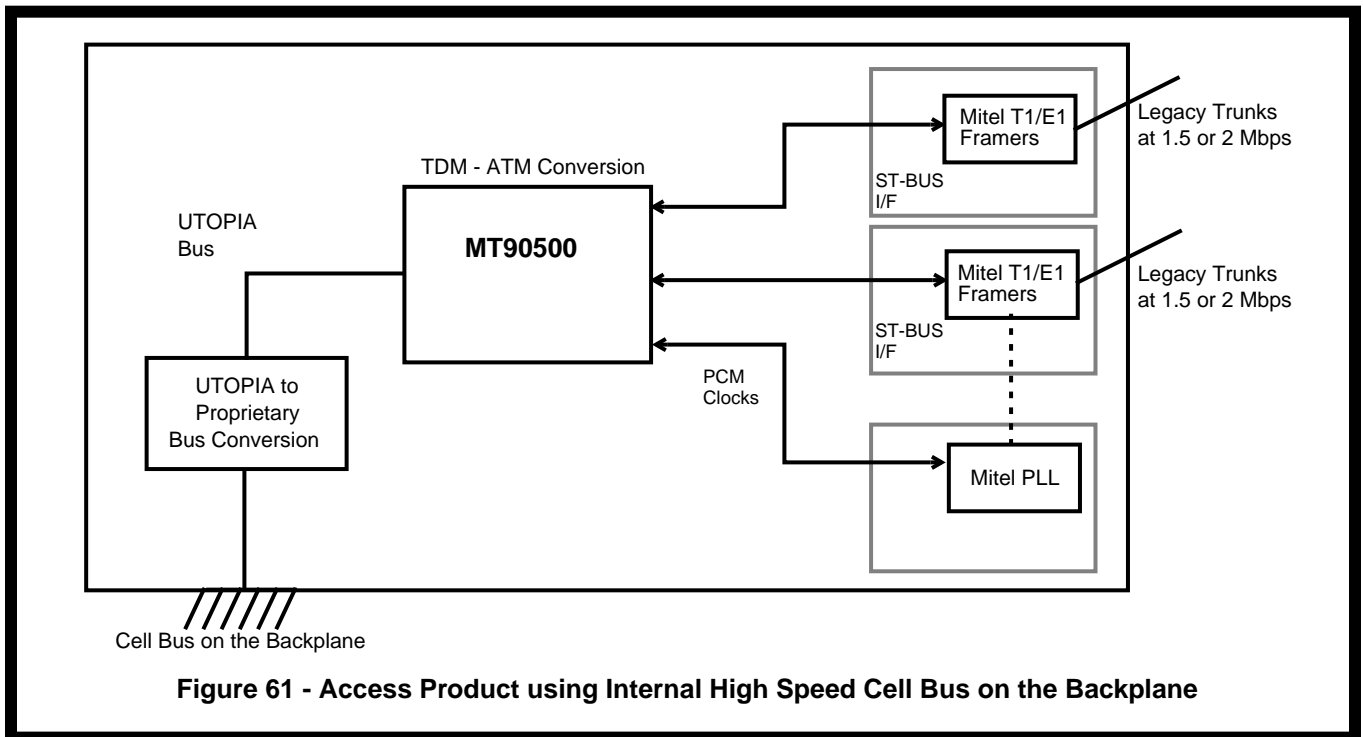 Mitel T1/E1
Framers
Legacy Trunks
at 1.5 or 2 Mbps
TDM - ATM Conversion
ST-BUS
I/F
UTOPIA
Bus
MT90500
Mitel T1/E1
Framers
Legacy Trunks
at 1.5 or 2 Mbps
ST-BUS
I/F
PCM
Clocks
UTOPIA to
Proprietary
Bus Conversion
Mitel PLL
Cell Bus on the Backplane
Figure 61 - Access Product using Internal High Speed Cell Bus on the Backplane